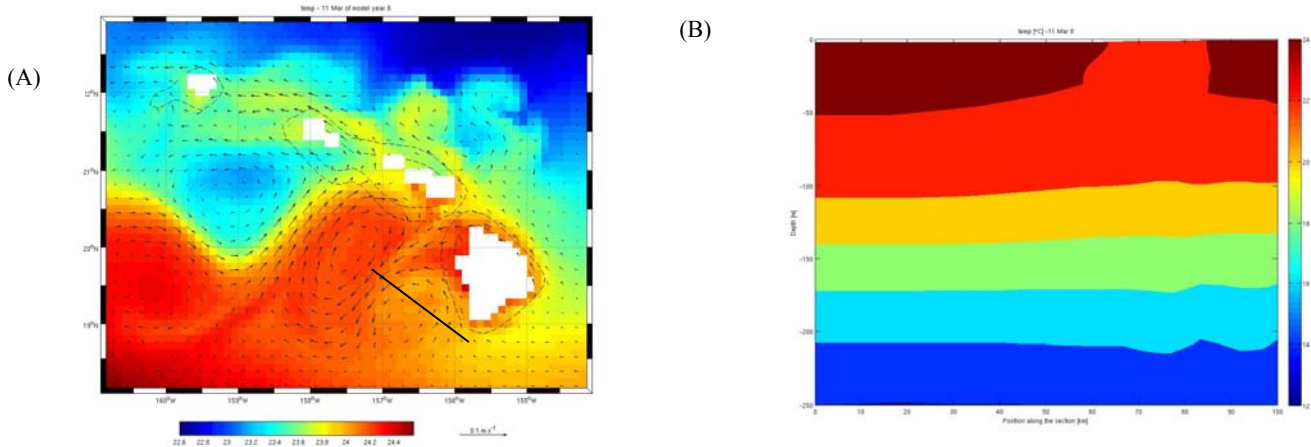 temp - 11 Mar of model year 8
(A)
12°N
21°N
20°N
19°N
160°W
159°W
158°W
157°W
156°W
155°W
22.6 22.8 23 23.2 23.4 23.6 23.8 24 24.2 24.4
0.1 m s⁻¹
(B)
temp [°C] -11 Mar 8
0
-50
-100
-150
-200
-250
Depth [m]
0 10 20 30 40 50 60 70 80 90 100
Position along the section [km]
24
22
20
18
16
14
12